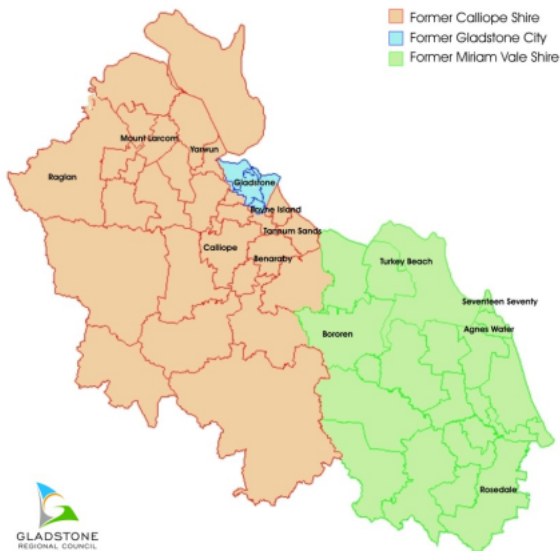 Former Calliope Shire
Former Gladstone City
Former Miriam Vale Shire
Mount Larcom
Yarwun
Raglan
Gladstone
Boyne Island
Tannum Sands
Calliope
Benaraby
Turkey Beach
Seventeen Seventy
Agnes Water
Bororen
Rosedale
GLADSTONE
REGIONAL COUNCIL